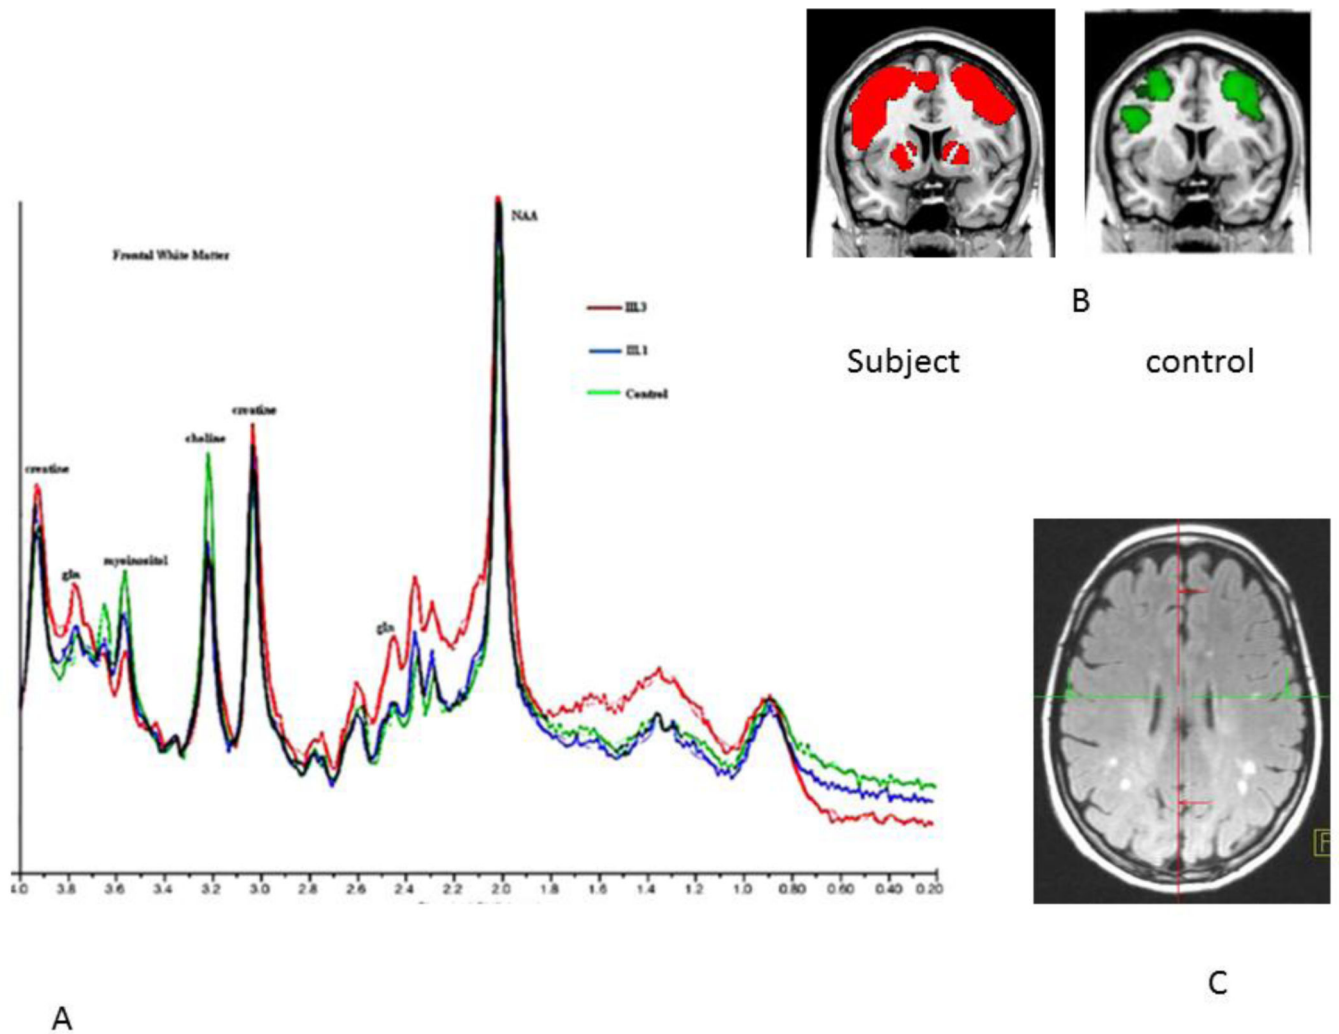 B
Subject control
Frontal White Matter
NAA
III.3
III.1
Control
creatine
choline
creatine
gln
myoinositol
gln
4.0 3.8 3.6 3.4 3.2 3.0 2.8 2.6 2.4 2.2 2.0 1.8 1.6 1.4 1.2 1.0 0.80 0.60 0.40 0.20
C
A